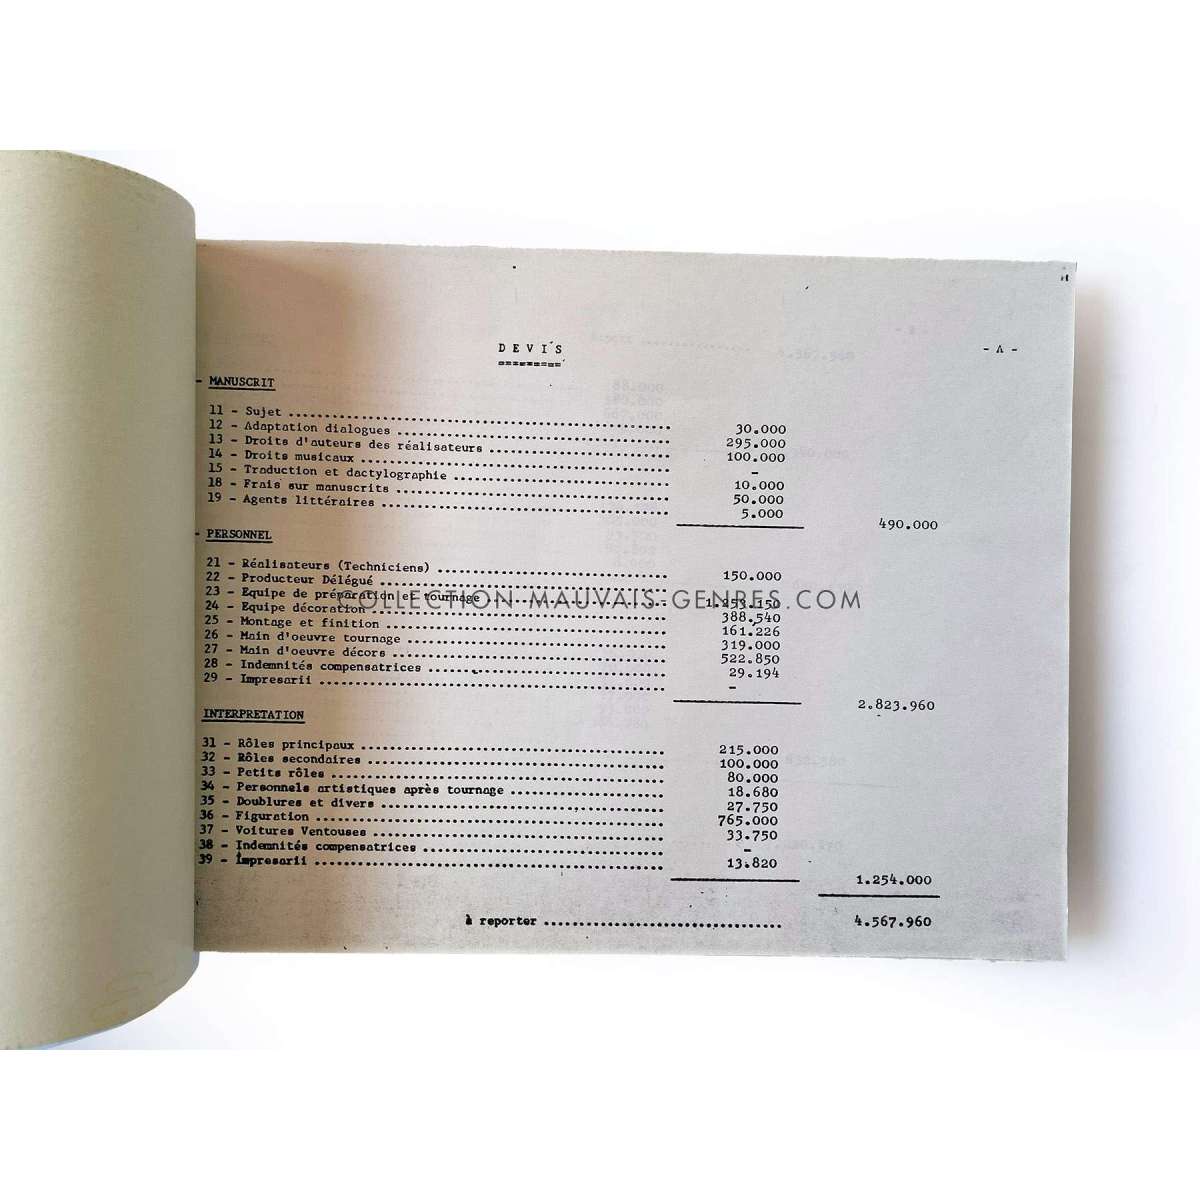 DEVIS
- A -
- MANUSCRIT
11 - Sujet ........................ 30.000
12 - Adaptation dialogues ........................ 295.000
13 - Droits d'auteurs des réalisateurs ........................ 100.000
14 - Droits musicaux ........................ -
15 - Traduction et dactylographie ........................ 10.000
18 - Frais sur manuscrits ........................ 50.000
19 - Agents littéraires ........................ 5.000
490.000
- PERSONNEL
21 - Réalisateurs (Techniciens) ........................ 150.000
22 - Producteur Délégué ........................
23 - Equipe de préparation et tournage ........................ 1.253.150
COLLECTION-MAUVAIS-GENRES.COM
24 - Equipe décoration ........................ 388.540
25 - Montage et finition ........................ 161.226
26 - Main d'oeuvre tournage ........................ 319.000
27 - Main d'oeuvre décors ........................ 522.850
28 - Indemnités compensatrices ........................ 29.194
29 - Impresarii ........................ -
2.823.960
INTERPRETATION
31 - Rôles principaux ........................ 215.000
32 - Rôles secondaires ........................ 100.000
33 - Petits rôles ........................ 80.000
34 - Personnels artistiques après tournage ........................ 18.680
35 - Doublures et divers ........................ 27.750
36 - Figuration ........................ 765.000
37 - Voitures Ventouses ........................ 33.750
38 - Indemnités compensatrices ........................ -
39 - Impresarii ........................ 13.820
1.254.000
à reporter ........................ 4.567.960